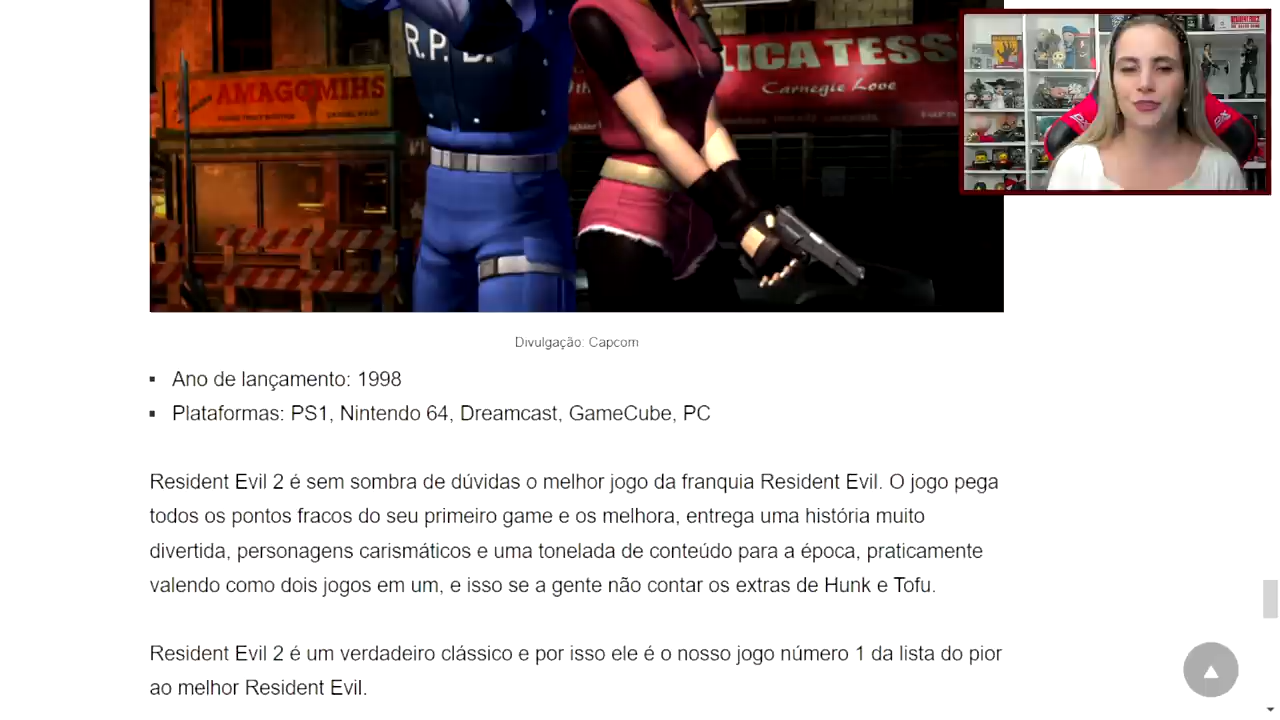 R.P.D.
LICATESS
AMAGOMIHS
Carnegie Love
Divulgação: Capcom
▪ Ano de lançamento: 1998
▪ Plataformas: PS1, Nintendo 64, Dreamcast, GameCube, PC
Resident Evil 2 é sem sombra de dúvidas o melhor jogo da franquia Resident Evil. O jogo pega
todos os pontos fracos do seu primeiro game e os melhora, entrega uma história muito
divertida, personagens carismáticos e uma tonelada de conteúdo para a época, praticamente
valendo como dois jogos em um, e isso se a gente não contar os extras de Hunk e Tofu.
Resident Evil 2 é um verdadeiro clássico e por isso ele é o nosso jogo número 1 da lista do pior
ao melhor Resident Evil.